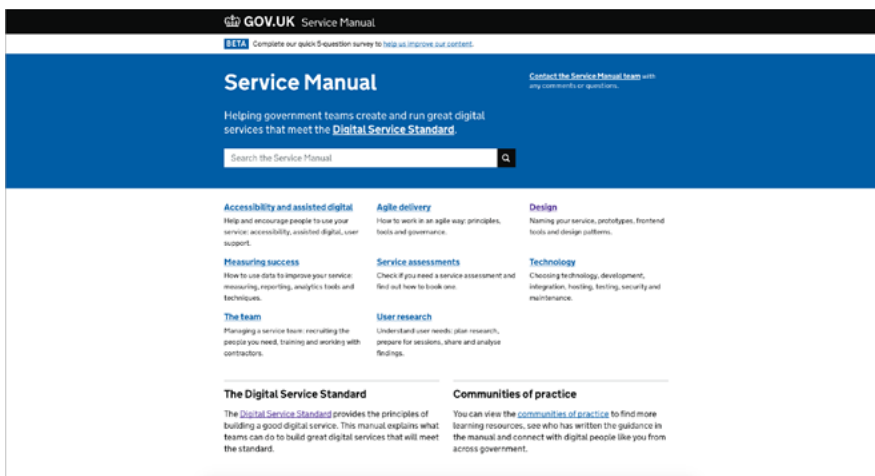 GOV.UK Service Manual
BETA Complete our quick 5-question survey to help us improve our content.
Service Manual
Contact the Service Manual team with
any comments or questions.
Helping government teams create and run great digital
services that meet the Digital Service Standard.
Search the Service Manual
Accessibility and assisted digital
Help and encourage people to use your
service: accessibility, assisted digital, user
support.
Agile delivery
How to work in an agile way: principles,
tools and governance.
Design
Naming your service, prototypes, frontend
tools and design patterns.
Measuring success
How to use data to improve your service:
measuring, reporting, analytics tools and
techniques.
Service assessments
Check if you need a service assessment and
find out how to book one.
Technology
Choosing technology, development,
integration, hosting, testing, security and
maintenance.
The team
Managing a service team: recruiting the
people you need, training and working with
contractors.
User research
Understand user needs: plan research,
prepare for sessions, share and analyse
findings.
The Digital Service Standard
The Digital Service Standard provides the principles of
building a good digital service. This manual explains what
teams can do to build great digital services that will meet
the standard.
Communities of practice
You can view the communities of practice to find more
learning resources, see who has written the guidance in
the manual and connect with digital people like you from
across government.